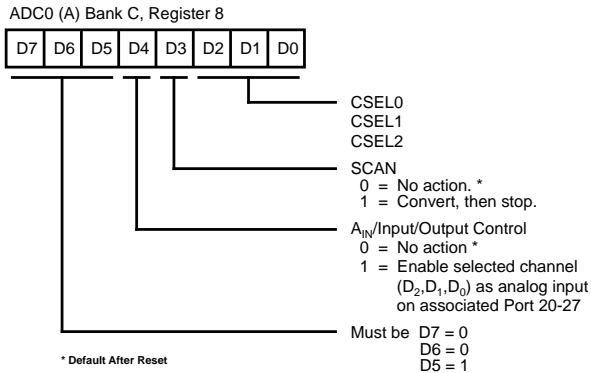 ADC0 (A) Bank C, Register 8
D7 D6 D5 D4 D3 D2 D1 D0
CSEL0
CSEL1
CSEL2
SCAN
0 = No action. *
1 = Convert, then stop.
AIN/Input/Output Control
0 = No action *
1 = Enable selected channel
(D2,D1,D0) as analog input
on associated Port 20-27
Must be D7 = 0
D6 = 0
D5 = 1
* Default After Reset